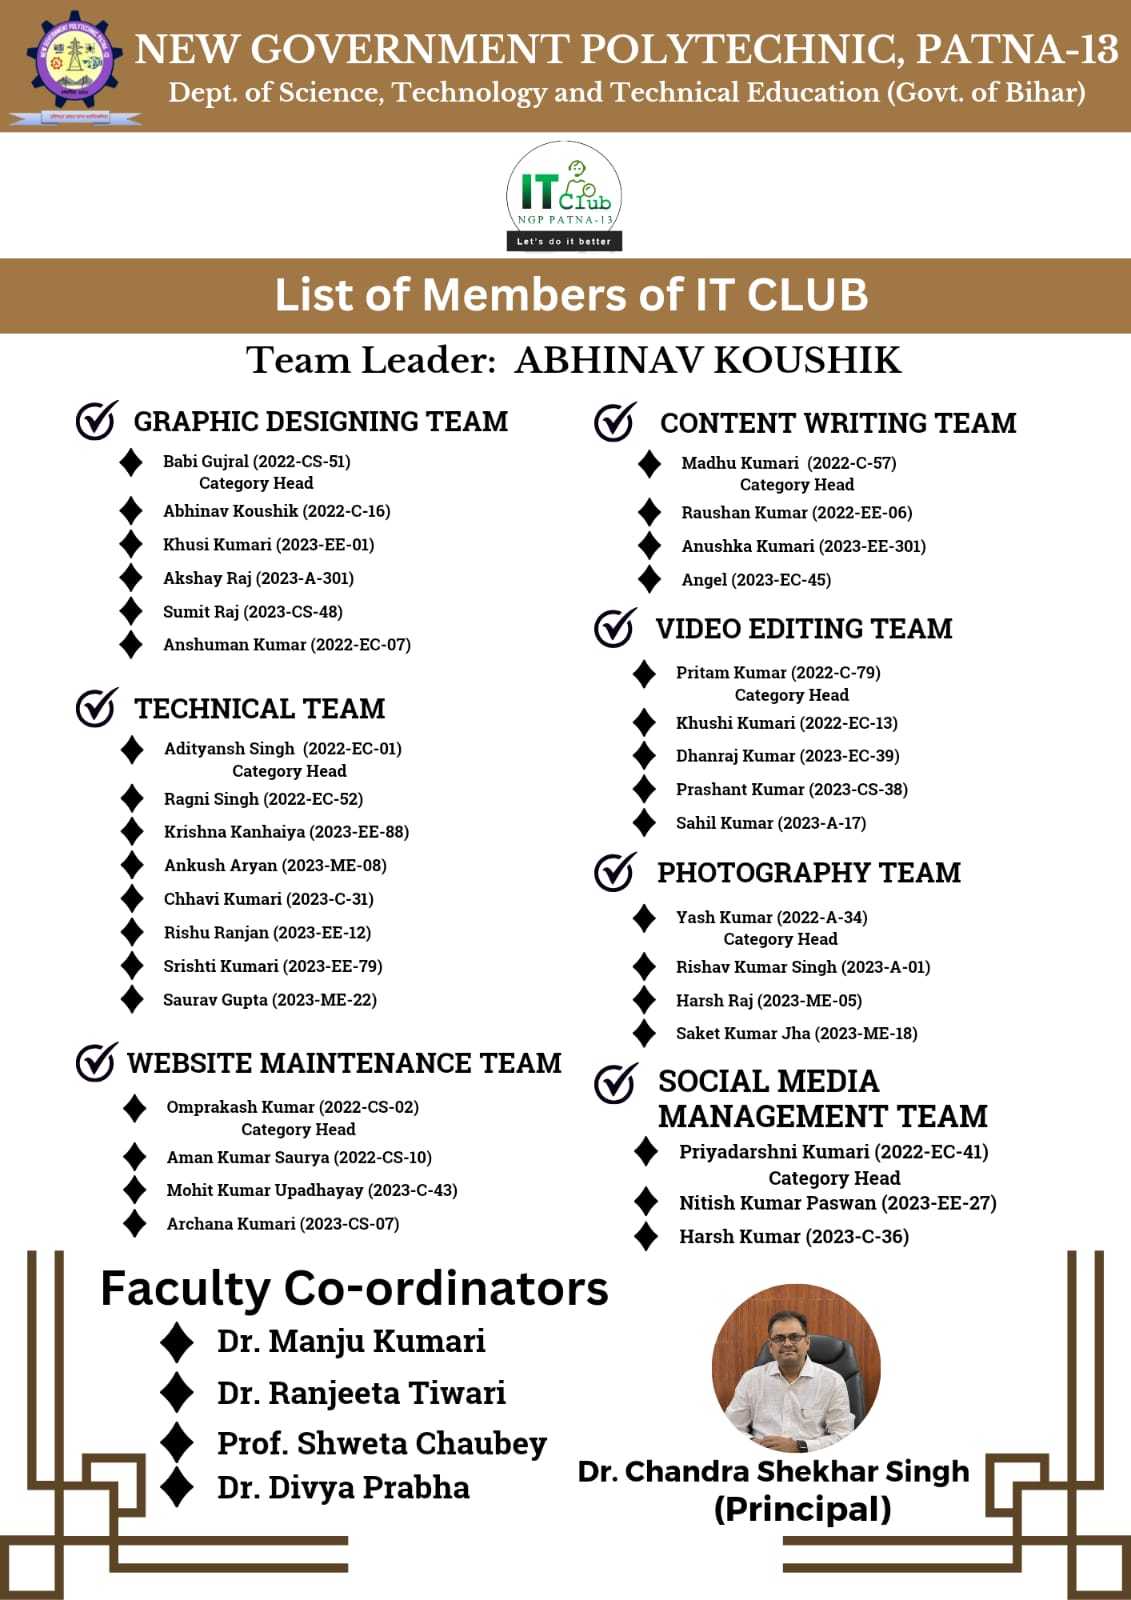 NEW GOVERNMENT POLYTECHNIC, PATNA-13
Dept. of Science, Technology and Technical Education (Govt. of Bihar)
IT Club
NGP PATNA-13
Let's do it better
List of Members of IT CLUB
Team Leader: ABHINAV KOUSHIK
GRAPHIC DESIGNING TEAM
Babi Gujral (2022-CS-51)
Category Head
Abhinav Koushik (2022-C-16)
Khusi Kumari (2023-EE-01)
Akshay Raj (2023-A-301)
Sumit Raj (2023-CS-48)
Anshuman Kumar (2022-EC-07)
TECHNICAL TEAM
Adityansh Singh (2022-EC-01)
Category Head
Ragni Singh (2022-EC-52)
Krishna Kanhaiya (2023-EE-88)
Ankush Aryan (2023-ME-08)
Chhavi Kumari (2023-C-31)
Rishu Ranjan (2023-EE-12)
Srishti Kumari (2023-EE-79)
Saurav Gupta (2023-ME-22)
WEBSITE MAINTENANCE TEAM
Omprakash Kumar (2022-CS-02)
Category Head
Aman Kumar Saurya (2022-CS-10)
Mohit Kumar Upadhayay (2023-C-43)
Archana Kumari (2023-CS-07)
CONTENT WRITING TEAM
Madhu Kumari (2022-C-57)
Category Head
Raushan Kumar (2022-EE-06)
Anushka Kumari (2023-EE-301)
Angel (2023-EC-45)
VIDEO EDITING TEAM
Pritam Kumar (2022-C-79)
Category Head
Khushi Kumari (2022-EC-13)
Dhanraj Kumar (2023-EC-39)
Prashant Kumar (2023-CS-38)
Sahil Kumar (2023-A-17)
PHOTOGRAPHY TEAM
Yash Kumar (2022-A-34)
Category Head
Rishav Kumar Singh (2023-A-01)
Harsh Raj (2023-ME-05)
Saket Kumar Jha (2023-ME-18)
SOCIAL MEDIA
MANAGEMENT TEAM
Priyadarshni Kumari (2022-EC-41)
Category Head
Nitish Kumar Paswan (2023-EE-27)
Harsh Kumar (2023-C-36)
Faculty Co-ordinators
Dr. Manju Kumari
Dr. Ranjeeta Tiwari
Prof. Shweta Chaubey
Dr. Divya Prabha
Dr. Chandra Shekhar Singh
(Principal)